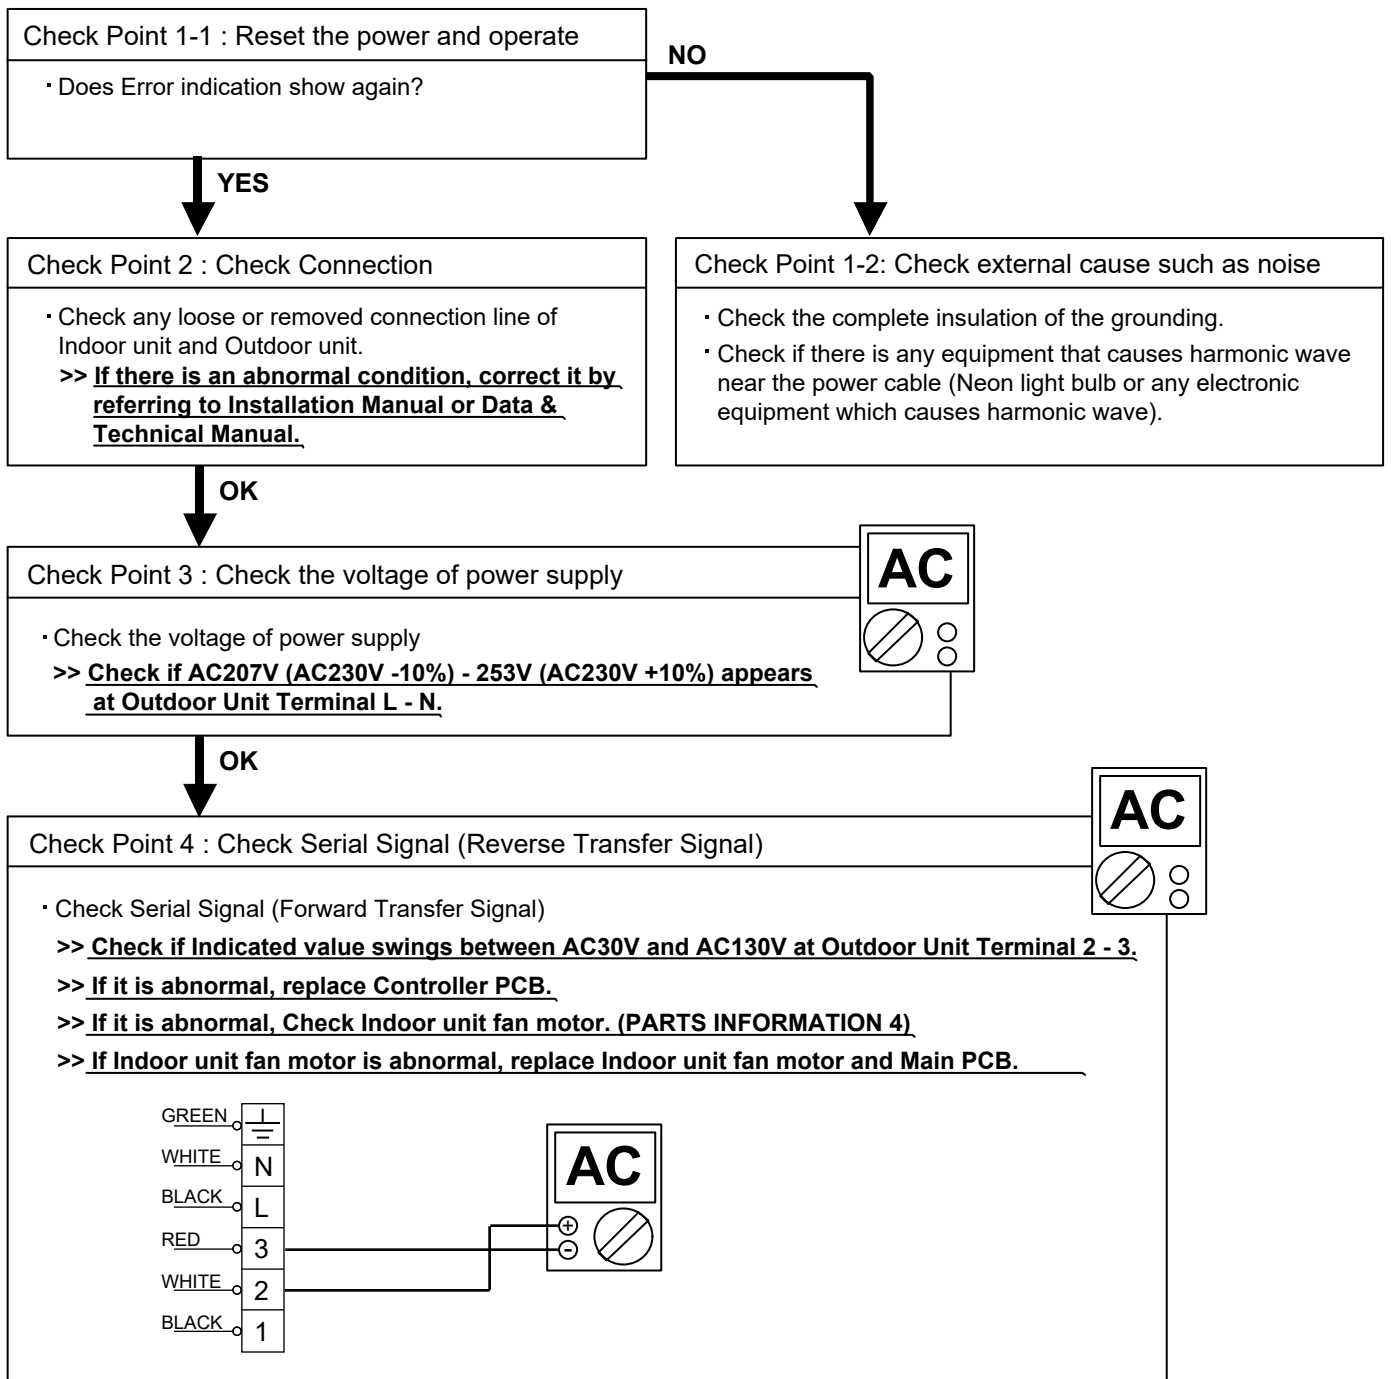 Check Point 1-1 : Reset the power and operate
NO
・Does Error indication show again?
YES
Check Point 2 : Check Connection
・Check any loose or removed connection line of
Indoor unit and Outdoor unit.
>> If there is an abnormal condition, correct it by
referring to Installation Manual or Data &
Technical Manual.
Check Point 1-2: Check external cause such as noise
・Check the complete insulation of the grounding.
・Check if there is any equipment that causes harmonic wave
near the power cable (Neon light bulb or any electronic
equipment which causes harmonic wave).
OK
Check Point 3 : Check the voltage of power supply
AC
・Check the voltage of power supply
>> Check if AC207V (AC230V -10%) - 253V (AC230V +10%) appears
at Outdoor Unit Terminal L - N.
OK
Check Point 4 : Check Serial Signal (Reverse Transfer Signal)
AC
・Check Serial Signal (Forward Transfer Signal)
>> Check if Indicated value swings between AC30V and AC130V at Outdoor Unit Terminal 2 - 3.
>> If it is abnormal, replace Controller PCB.
>> If it is abnormal, Check Indoor unit fan motor. (PARTS INFORMATION 4)
>> If Indoor unit fan motor is abnormal, replace Indoor unit fan motor and Main PCB.
GREEN
WHITE N
BLACK L
RED 3
WHITE 2
BLACK 1
AC
+
-